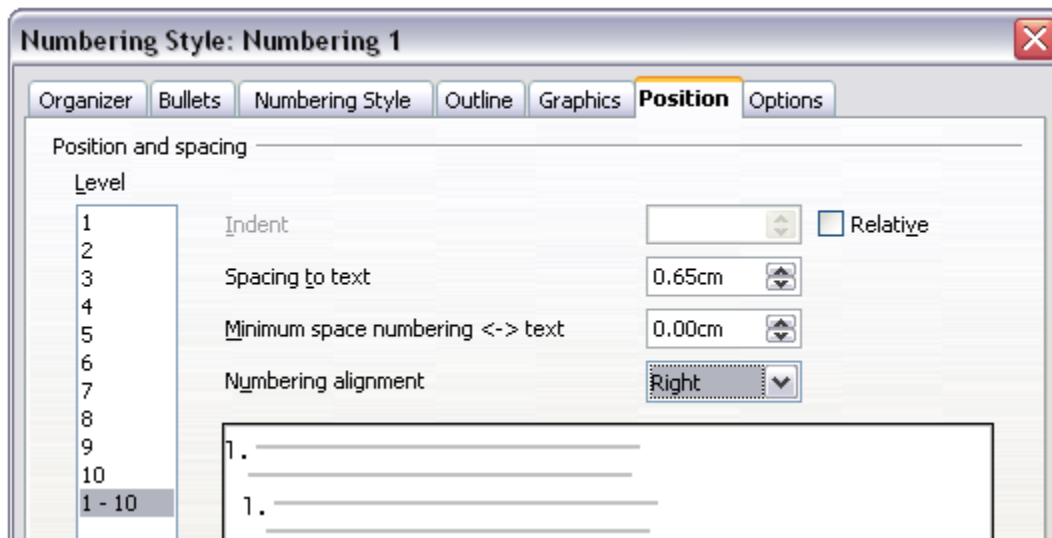 Numbering Style: Numbering 1
Organizer Bullets Numbering Style Outline Graphics Position Options
Position and spacing
Level
1
2
3
4
5
6
7
8
9
10
1 - 10
Indent Relative
Spacing to text 0.65cm
Minimum space numbering <-> text 0.00cm
Numbering alignment Right
1.
1.